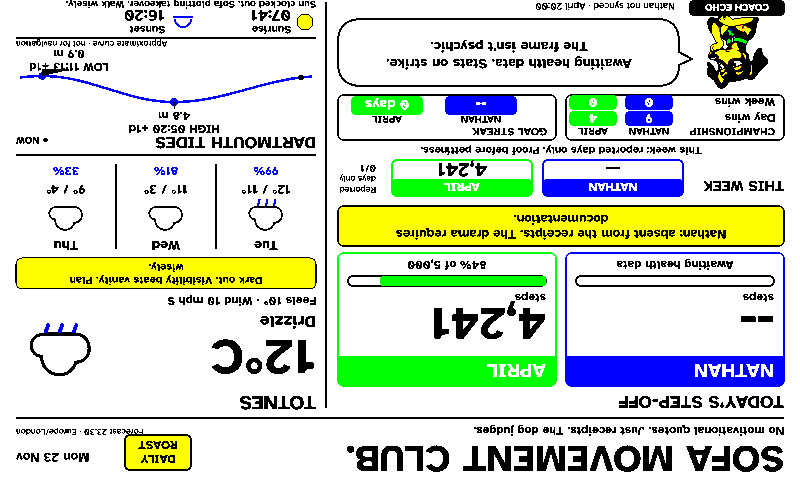 SOFA MOVEMENT CLUB.
No motivational quotes. Just receipts. The dog judges.
DAILY
ROAST
Mon 23 Nov
Forecast 23:30 · Europe/London
TODAY'S STEP-OFF
NATHAN
--
steps
Awaiting health data
APRIL
4,241
steps
84% of 5,000
Nathan: absent from the receipts. The drama requires
documentation.
THIS WEEK
NATHAN
—
APRIL
4,241
Reported
days only
0/1
This week: reported days only. Proof before pettiness.
CHAMPIONSHIP
NATHAN
APRIL
Day wins
9
4
Week wins
0
0
GOAL STREAK
NATHAN
--
APRIL
0 days
Awaiting health data. Stats on strike.
The frame isn't psychic.
COACH ECHO
Nathan not synced · April 20:00
TOTNES
12°C
Drizzle
Feels 10° · Wind 10 mph S
Dark out. Visibility beats vanity. Plan
wisely.
Tue
12° / 11°
99%
Wed
11° / 3°
81%
Thu
9° / 4°
33%
DARTMOUTH TIDES
• NOW
HIGH 05:20 +1d
4.8 m
LOW 11:13 +1d
0.9 m
Approximate curve · not for navigation
Sunrise
07:41
Sunset
16:20
Sun clocked out. Sofa plotting takeover. Walk wisely.